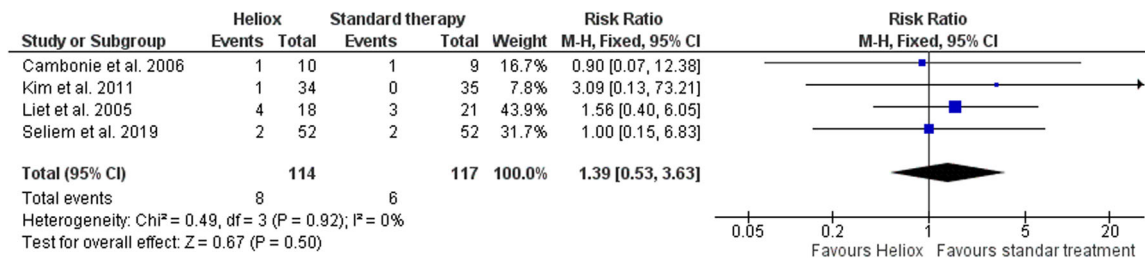 Heliox Standard therapy Risk Ratio Risk Ratio
Study or Subgroup Events Total Events Total Weight M-H, Fixed, 95% CI M-H, Fixed, 95% CI
Cambonie et al. 2006 1 10 1 9 16.7% 0.90 [0.07, 12.38]
Kim et al. 2011 1 34 0 35 7.8% 3.09 [0.13, 73.21]
Liet et al. 2005 4 18 3 21 43.9% 1.56 [0.40, 6.05]
Seliem et al. 2019 2 52 2 52 31.7% 1.00 [0.15, 6.83]
Total (95% CI) 114 117 100.0% 1.39 [0.53, 3.63]
Total events 8 6
Heterogeneity: Chi² = 0.49, df = 3 (P = 0.92); I² = 0%
Test for overall effect: Z = 0.67 (P = 0.50)
0.05 0.2 1 5 20
Favours Heliox Favours standar treatment